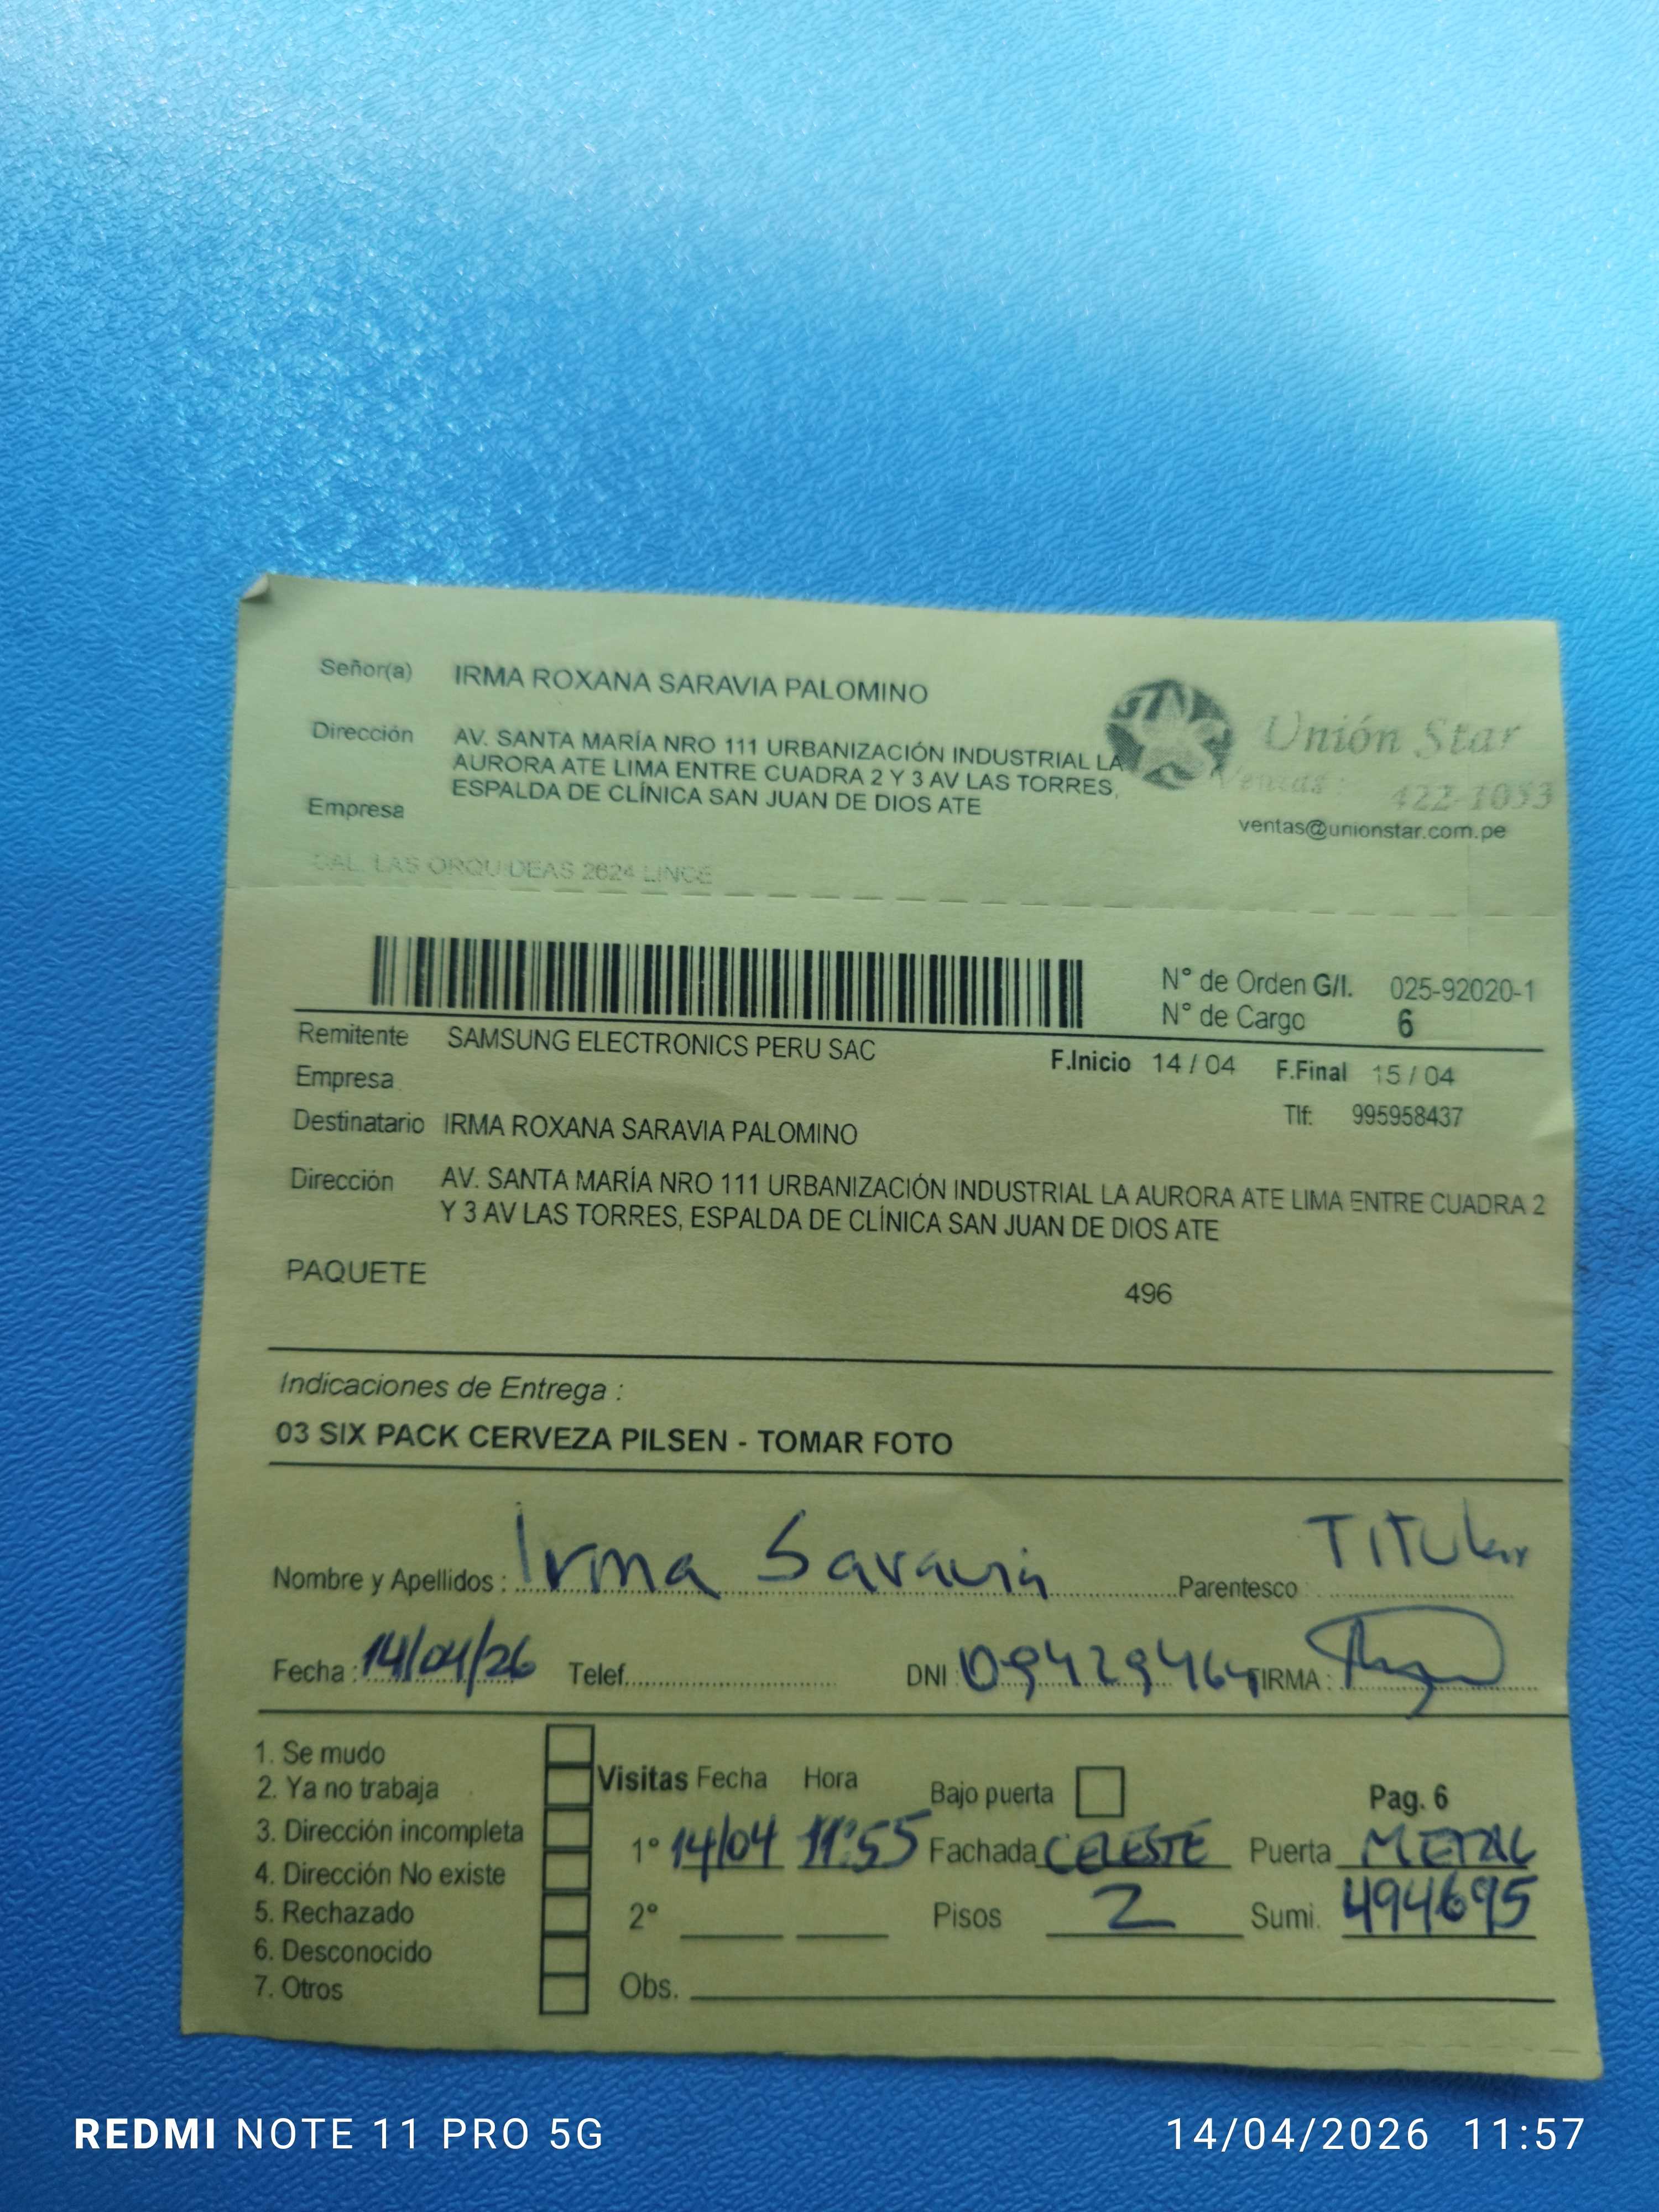 Señor(a) IRMA ROXANA SARAVIA PALOMINO
Dirección AV. SANTA MARÍA NRO 111 URBANIZACIÓN INDUSTRIAL LA
AURORA ATE LIMA ENTRE CUADRA 2 Y 3 AV LAS TORRES,
ESPALDA DE CLÍNICA SAN JUAN DE DIOS ATE
Empresa
Unión Star
Ventas: 422-1053
ventas@unionstar.com.pe
CAL. LAS ORQUIDEAS 2624 LINCE
N° de Orden G/I. 025-92020-1
N° de Cargo 6
Remitente SAMSUNG ELECTRONICS PERU SAC
F.Inicio 14 / 04 F.Final 15 / 04
Empresa
Tlf: 995958437
Destinatario IRMA ROXANA SARAVIA PALOMINO
Dirección AV. SANTA MARÍA NRO 111 URBANIZACIÓN INDUSTRIAL LA AURORA ATE LIMA ENTRE CUADRA 2
Y 3 AV LAS TORRES, ESPALDA DE CLÍNICA SAN JUAN DE DIOS ATE
PAQUETE
496
Indicaciones de Entrega :
03 SIX PACK CERVEZA PILSEN - TOMAR FOTO
Nombre y Apellidos : Irma Saravia Parentesco : Titular
Fecha : 14/04/26 Telef. DNI : 09429464 FIRMA :
1. Se mudo
2. Ya no trabaja
3. Dirección incompleta
4. Dirección No existe
5. Rechazado
6. Desconocido
7. Otros
Visitas Fecha Hora Bajo puerta Pag. 6
1° 14/04 11:55 Fachada CELESTE Puerta METAL
2° Pisos 2 Sumi. 494695
Obs.
REDMI NOTE 11 PRO 5G 14/04/2026 11:57